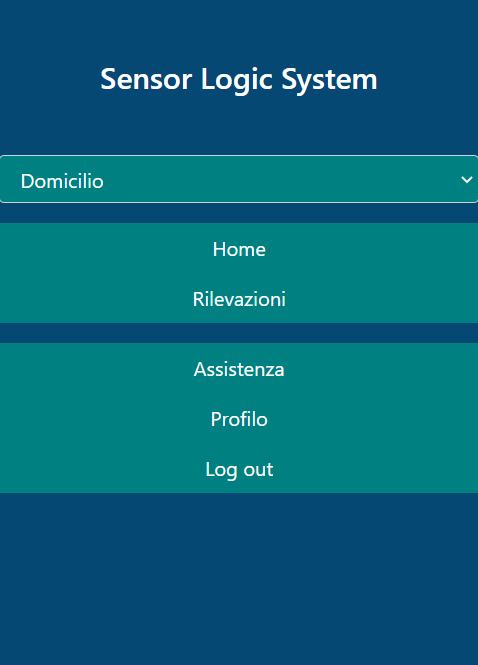 Sensor Logic System
Domicilio
Home
Rilevazioni
Assistenza
Profilo
Log out